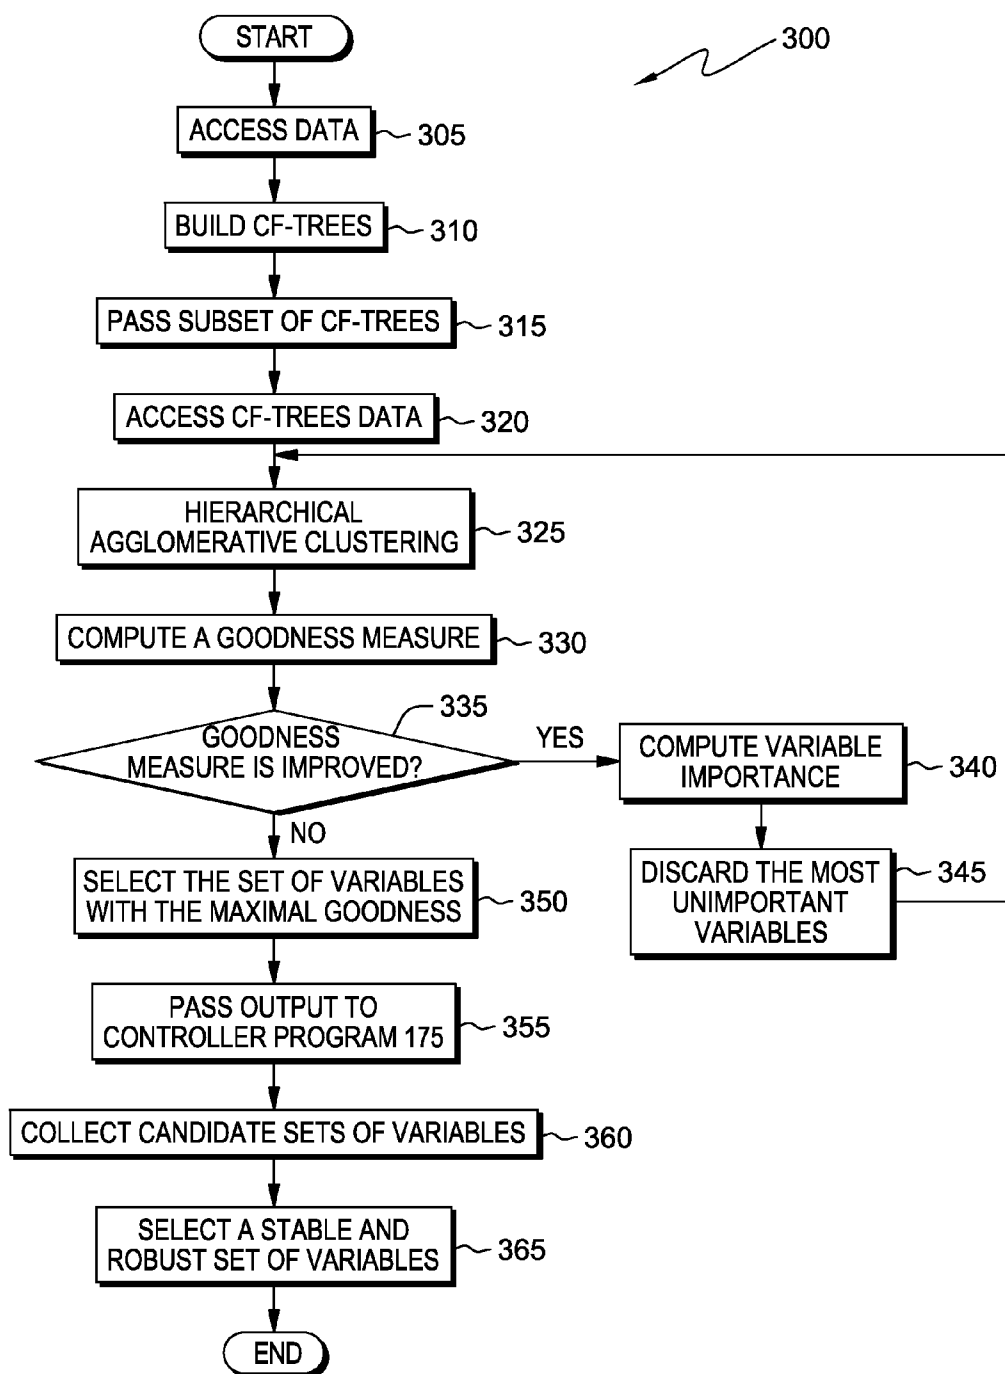 START
300
ACCESS DATA
305
BUILD CF-TREES
310
PASS SUBSET OF CF-TREES
315
ACCESS CF-TREES DATA
320
HIERARCHICAL
AGGLOMERATIVE CLUSTERING
325
COMPUTE A GOODNESS MEASURE
330
335
GOODNESS
MEASURE IS IMPROVED?
YES
COMPUTE VARIABLE
IMPORTANCE
340
NO
DISCARD THE MOST
UNIMPORTANT
VARIABLES
345
SELECT THE SET OF VARIABLES
WITH THE MAXIMAL GOODNESS
350
PASS OUTPUT TO
CONTROLLER PROGRAM 175
355
COLLECT CANDIDATE SETS OF VARIABLES
360
SELECT A STABLE AND
ROBUST SET OF VARIABLES
365
END